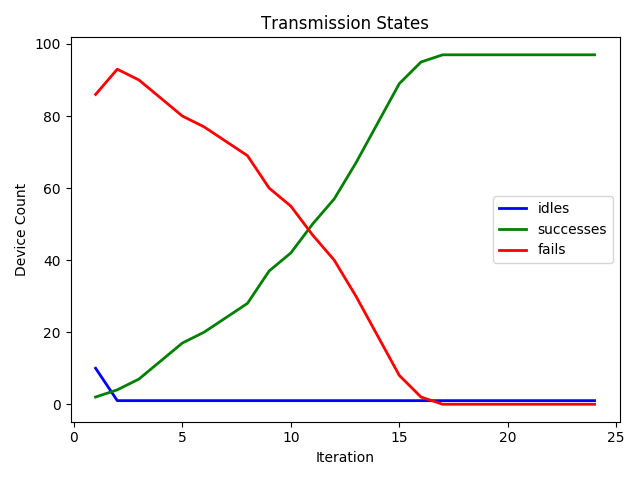 Transmission States
Device Count
100
80
60
40
20
0
idles
successes
fails
0 5 10 15 20 25
Iteration